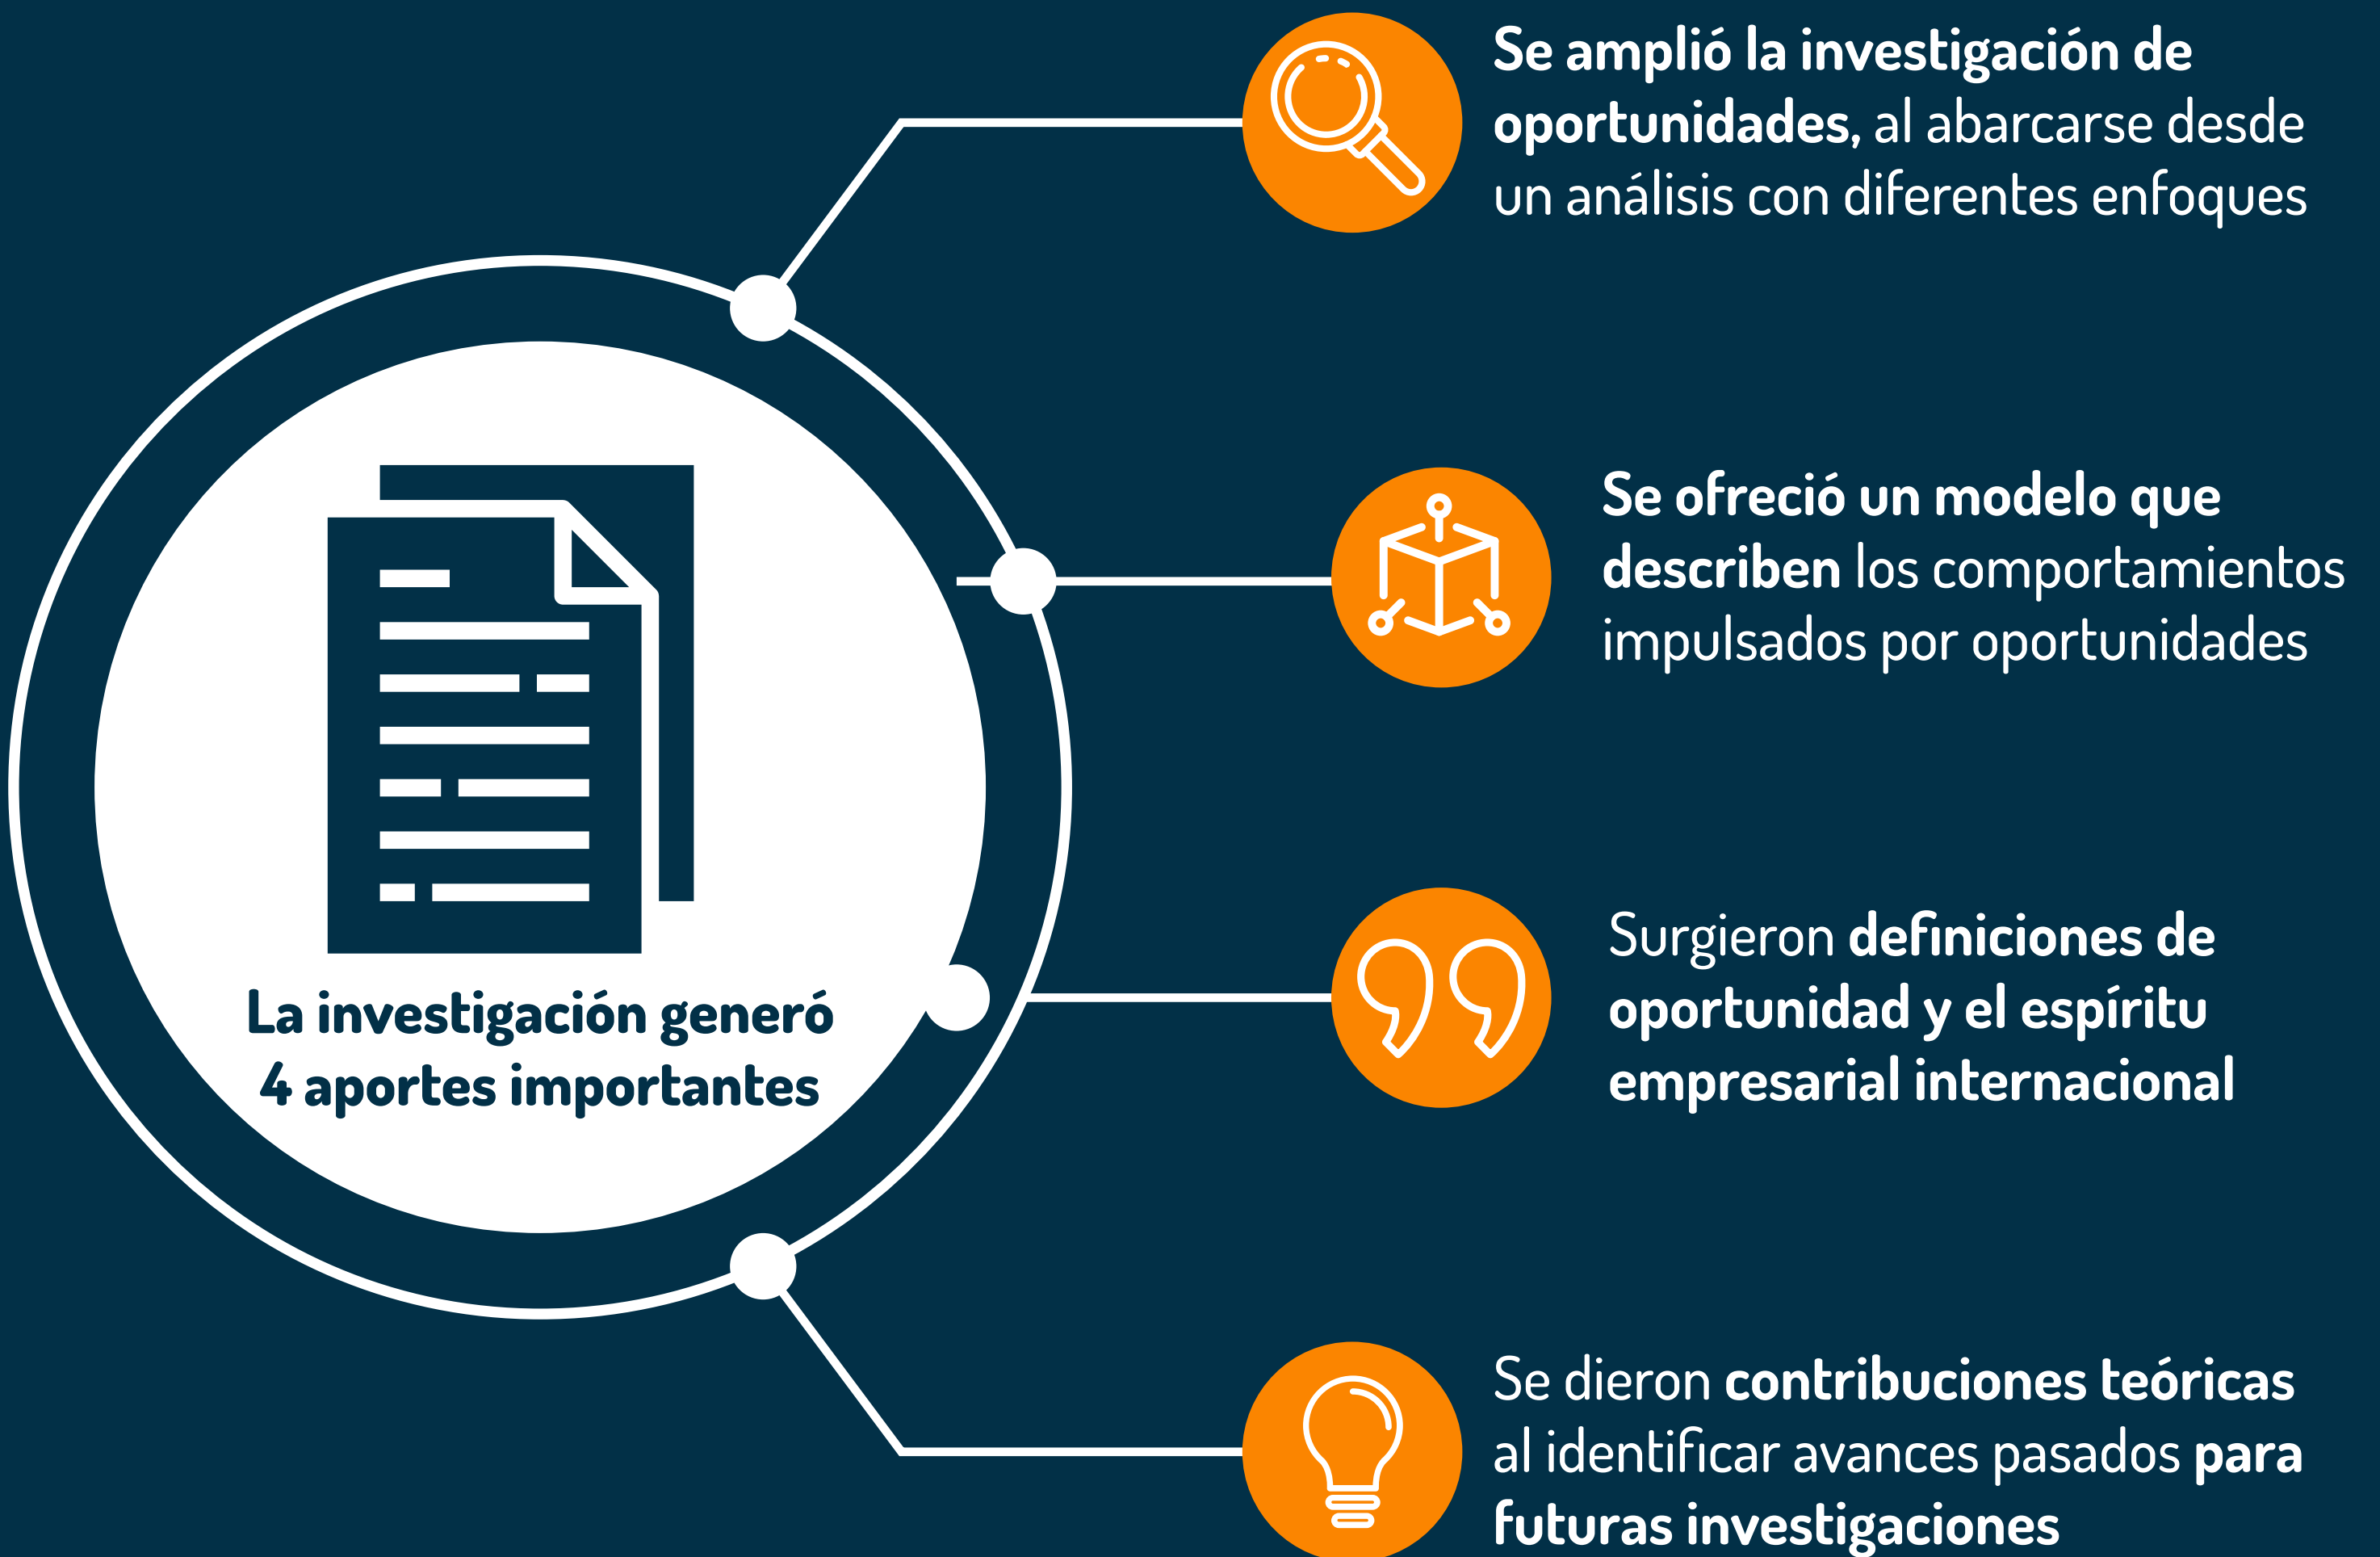 Se amplió la investigación de
oportunidades, al abarcarse desde
un análisis con diferentes enfoques
Se ofreció un modelo que
describen los comportamientos
impulsados por oportunidades
La investigación generó
4 aportes importantes
Surgieron definiciones de
oportunidad y el espíritu
empresarial internacional
Se dieron contribuciones teóricas
al identificar avances pasados para
futuras investigaciones